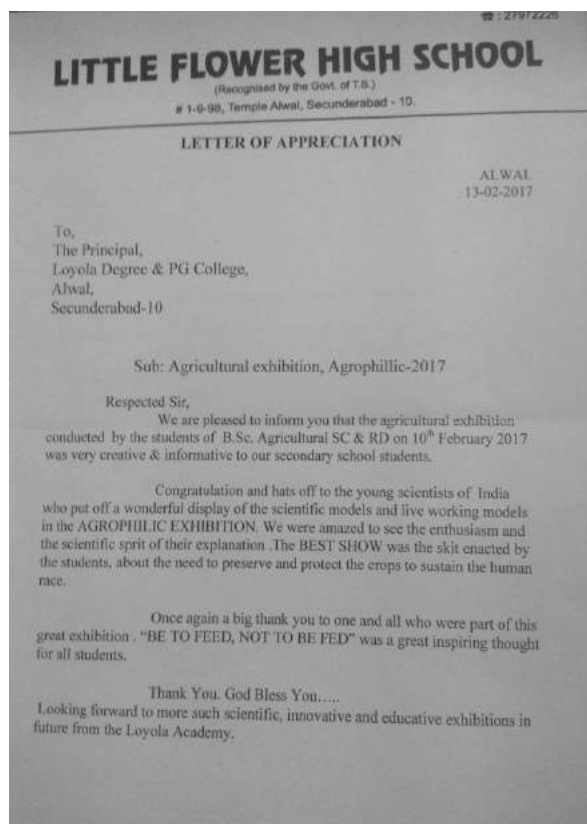 ☎ : 27972226
LITTLE FLOWER HIGH SCHOOL
(Recognised by the Govt. of T.S.)
# 1-9-98, Temple Alwal, Secunderabad - 10.
LETTER OF APPRECIATION
ALWAL
13-02-2017
To,
The Principal,
Loyola Degree & PG College,
Alwal,
Secunderabad-10
Sub: Agricultural exhibition, Agrophillic-2017
Respected Sir,
We are pleased to inform you that the agricultural exhibition
conducted by the students of B.Sc. Agricultural SC & RD on 10th February 2017
was very creative & informative to our secondary school students.
Congratulation and hats off to the young scientists of India
who put off a wonderful display of the scientific models and live working models
in the AGROPHILIC EXHIBITION. We were amazed to see the enthusiasm and
the scientific sprit of their explanation .The BEST SHOW was the skit enacted by
the students, about the need to preserve and protect the crops to sustain the human
race.
Once again a big thank you to one and all who were part of this
great exhibition . “BE TO FEED, NOT TO BE FED” was a great inspiring thought
for all students.
Thank You. God Bless You.....
Looking forward to more such scientific, innovative and educative exhibitions in
future from the Loyola Academy.